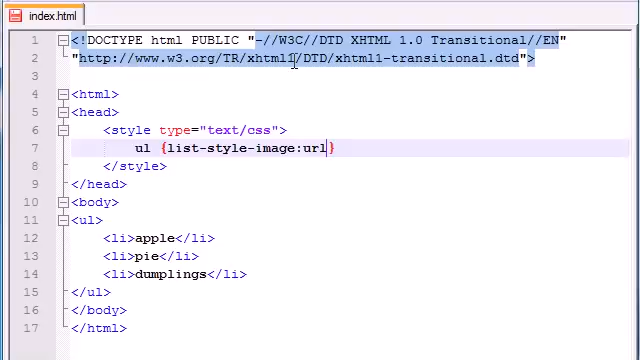 index.html
1 <!DOCTYPE html PUBLIC "-//W3C//DTD XHTML 1.0 Transitional//EN"
2 "http://www.w3.org/TR/xhtml1/DTD/xhtml1-transitional.dtd">
3
4 <html>
5 <head>
6 <style type="text/css">
7 ul {list-style-image:url}
8 </style>
9 </head>
10 <body>
11 <ul>
12 <li>apple</li>
13 <li>pie</li>
14 <li>dumplings</li>
15 </ul>
16 </body>
17 </html>